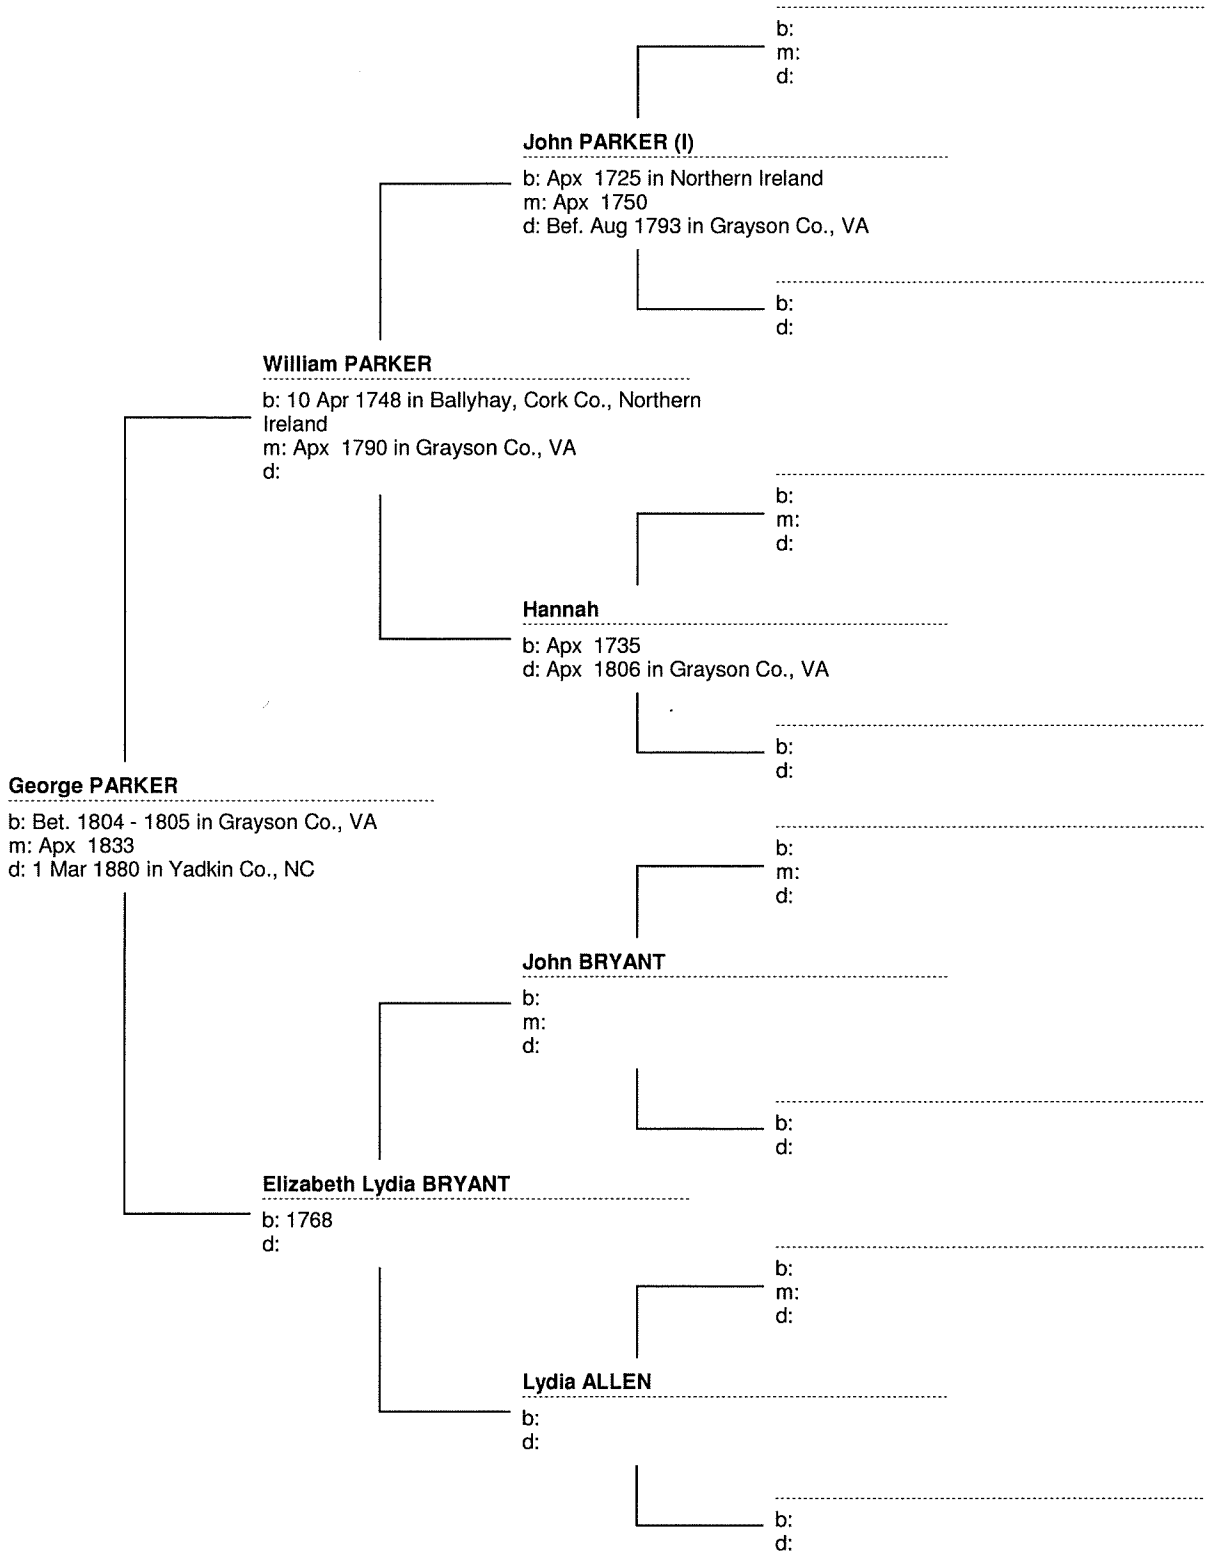 b:
m:
d:
John PARKER (I)
b: Apx 1725 in Northern Ireland
m: Apx 1750
d: Bef. Aug 1793 in Grayson Co., VA
b:
d:
William PARKER
b: 10 Apr 1748 in Ballyhay, Cork Co., Northern
Ireland
m: Apx 1790 in Grayson Co., VA
d:
b:
m:
d:
Hannah
b: Apx 1735
d: Apx 1806 in Grayson Co., VA
b:
d:
George PARKER
b: Bet. 1804 - 1805 in Grayson Co., VA
m: Apx 1833
d: 1 Mar 1880 in Yadkin Co., NC
b:
m:
d:
John BRYANT
b:
m:
d:
b:
d:
Elizabeth Lydia BRYANT
b: 1768
d:
b:
m:
d:
Lydia ALLEN
b:
d:
b:
d: